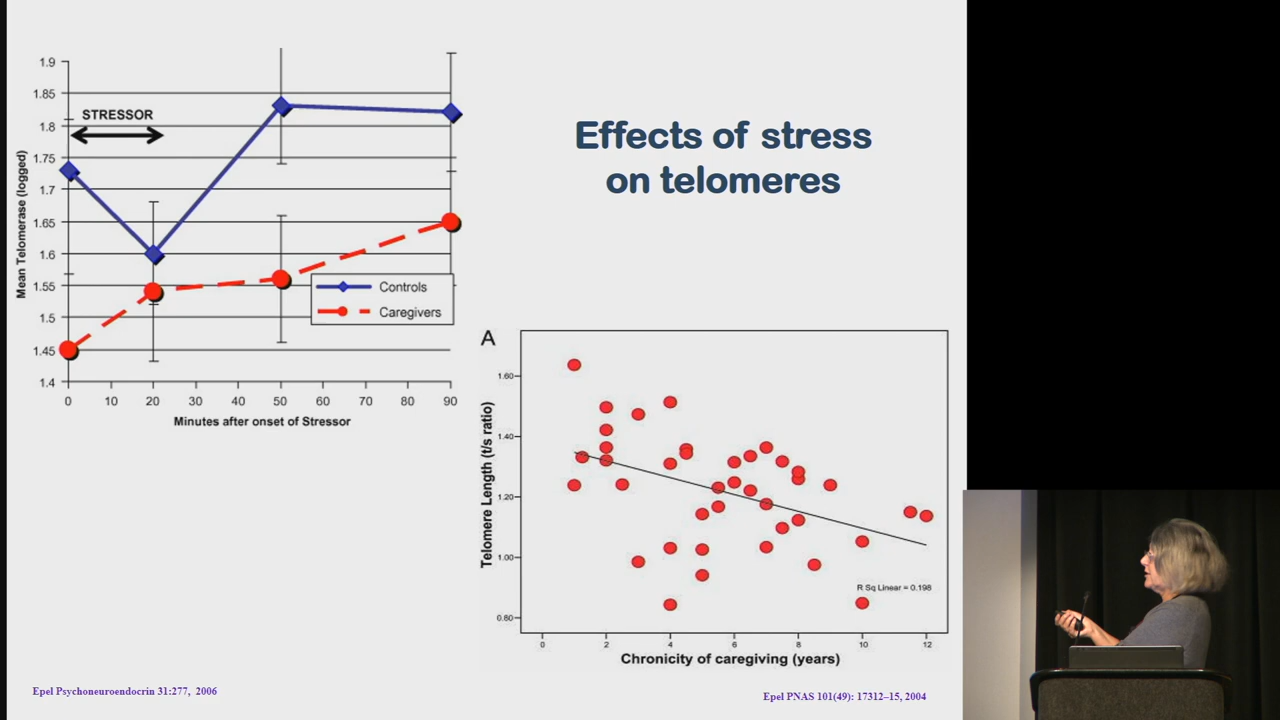 Effects of stress
on telomeres
1.9
1.85
1.8
1.75
1.7
1.65
1.6
1.55
1.5
1.45
1.4
Mean Telomerase (logged)
STRESSOR
Controls
Caregivers
0 10 20 30 40 50 60 70 80 90
Minutes after onset of Stressor
A
1.60
1.40
1.20
1.00
0.80
Telomere Length (t/s ratio)
R Sq Linear = 0.198
0 2 4 6 8 10 12
Chronicity of caregiving (years)
Epel Psychoneuroendocrin 31:277, 2006
Epel PNAS 101(49): 17312–15, 2004